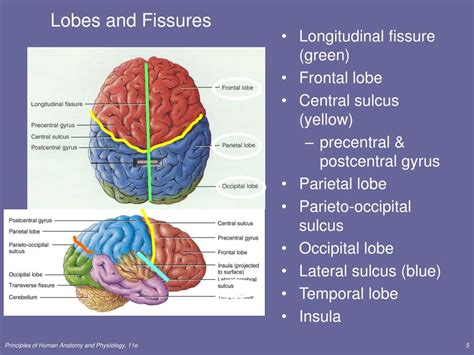 Lobes and Fissures
Frontal lobe
Longitudinal fissure
Precentral gyrus
Central sulcus
Postcentral gyrus
Parietal lobe
Occipital lobe
Postcentral gyrus
Parietal lobe
Parieto-occipital
sulcus
Occipital lobe
Transverse fissure
Cerebellum
Central sulcus
Precentral gyrus
Frontal lobe
Insula (projected
to surface)
sulcus
• Longitudinal fissure
(green)
• Frontal lobe
• Central sulcus
(yellow)
– precentral &
postcentral gyrus
• Parietal lobe
• Parieto-occipital
sulcus
• Occipital lobe
• Lateral sulcus (blue)
• Temporal lobe
• Insula
Principles of Human Anatomy and Physiology, 11e
5